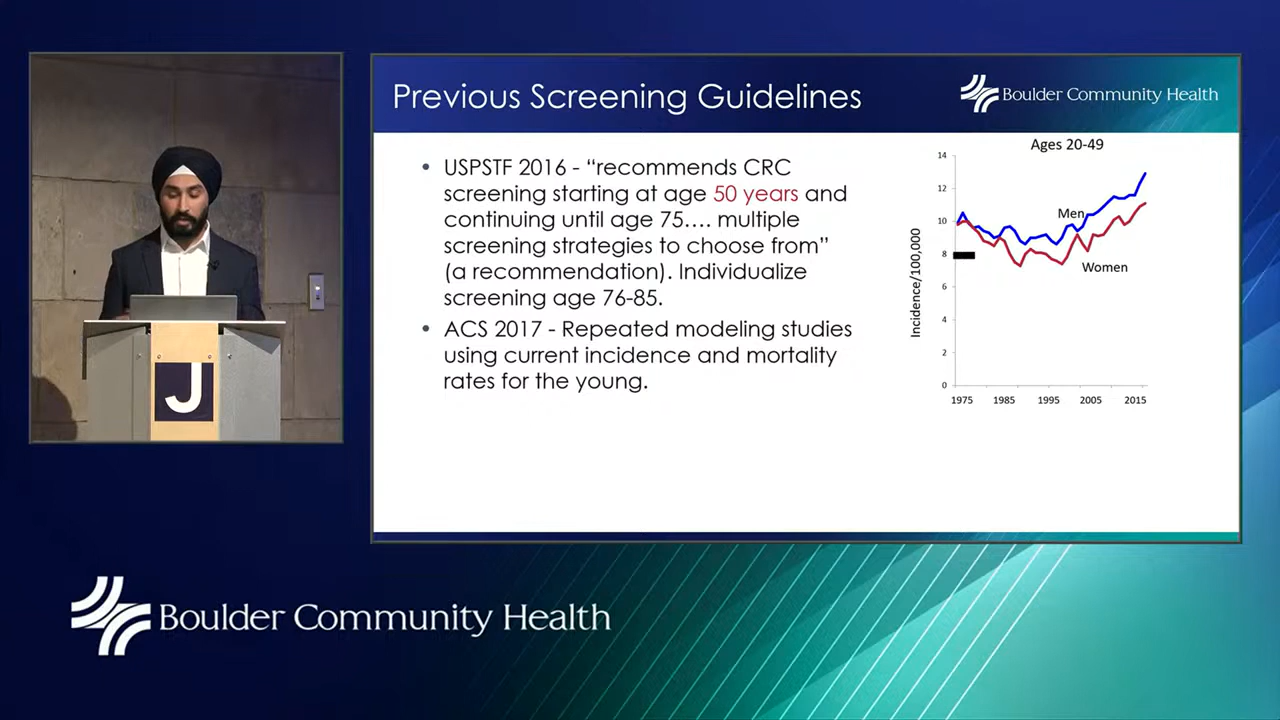 Previous Screening Guidelines
Boulder Community Health
• USPSTF 2016 - “recommends CRC
screening starting at age 50 years and
continuing until age 75…. multiple
screening strategies to choose from”
(a recommendation). Individualize
screening age 76-85.
• ACS 2017 - Repeated modeling studies
using current incidence and mortality
rates for the young.
Ages 20-49
Incidence/100,000
14
12
10
8
6
4
2
0
Men
Women
1975 1985 1995 2005 2015
J
Boulder Community Health